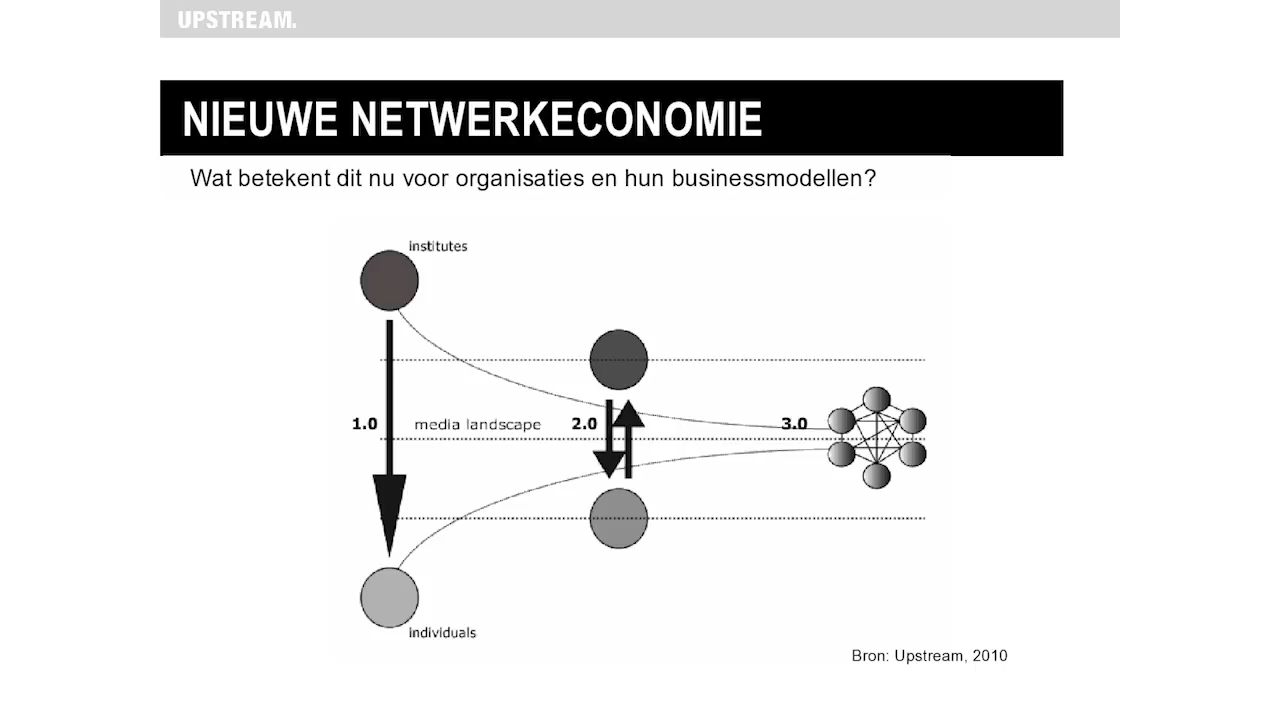 UPSTREAM.
NIEUWE NETWERKECONOMIE
Wat betekent dit nu voor organisaties en hun businessmodellen?
institutes
1.0 media landscape 2.0 3.0
individuals
Bron: Upstream, 2010